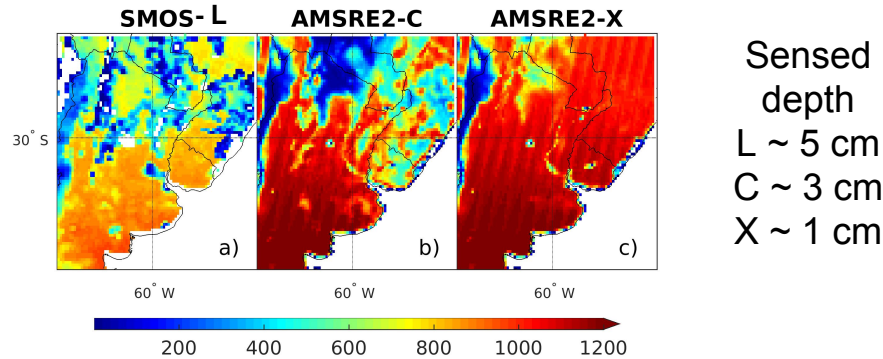 SMOS-L
AMSRE2-C
AMSRE2-X
30° S
a)
b)
c)
60° W
60° W
60° W
200
400
600
800
1000
1200
Sensed
depth
L ~ 5 cm
C ~ 3 cm
X ~ 1 cm